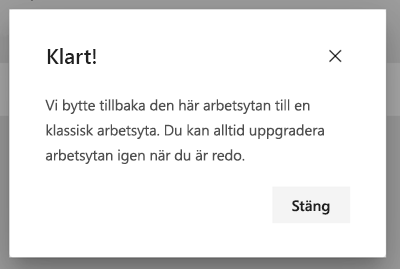 Klart!
Vi bytte tillbaka den här arbetsytan till en
klassisk arbetsyta. Du kan alltid uppgradera
arbetsytan igen när du är redo.
Stäng